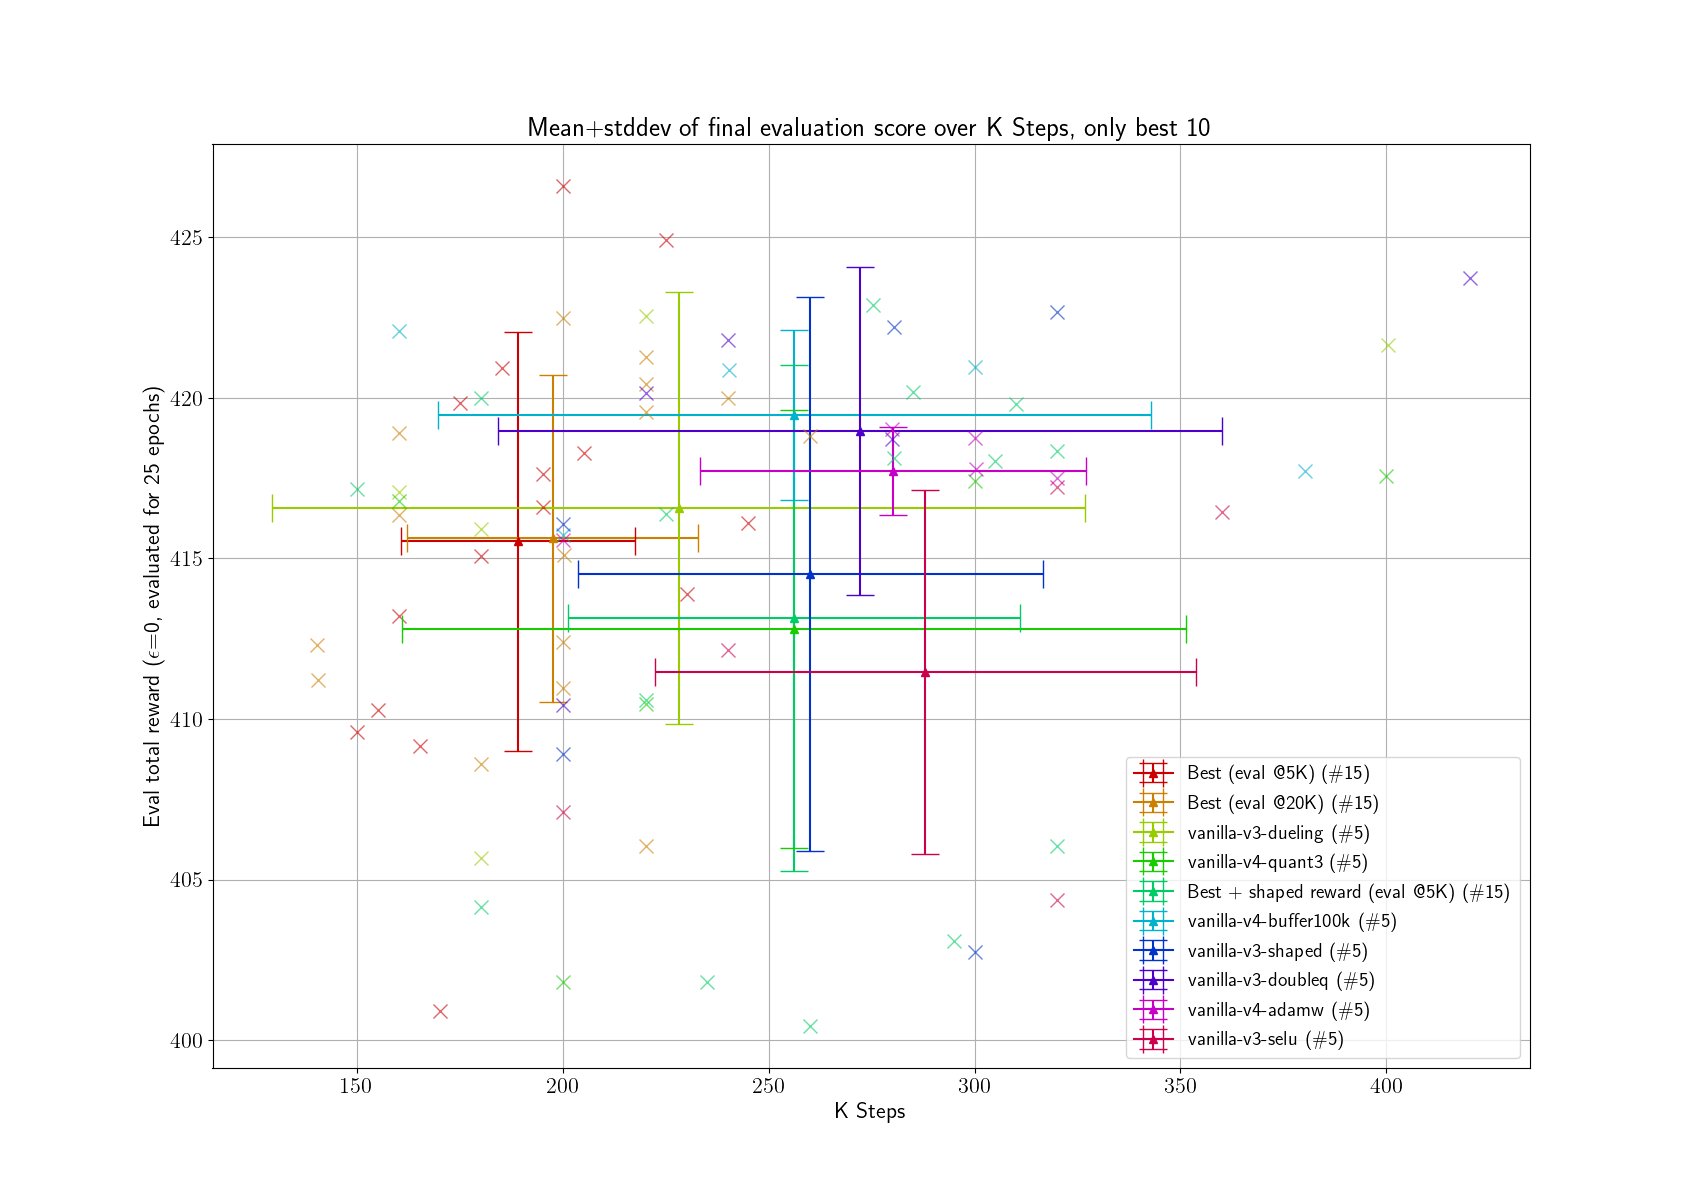 Mean+stddev of final evaluation score over K Steps, only best 10
Eval total reward (ϵ=0, evaluated for 25 epochs)
425
420
415
410
405
400
150
200
250
300
350
400
K Steps
Best (eval @5K) (#15)
Best (eval @20K) (#15)
vanilla-v3-dueling (#5)
vanilla-v4-quant3 (#5)
Best + shaped reward (eval @5K) (#15)
vanilla-v4-buffer100k (#5)
vanilla-v3-shaped (#5)
vanilla-v3-doubleq (#5)
vanilla-v4-adamw (#5)
vanilla-v3-selu (#5)